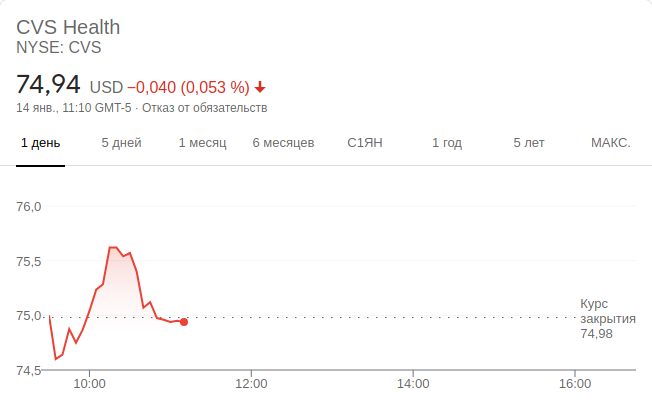 CVS Health
NYSE: CVS
74,94 USD −0,040 (0,053 %)
14 янв., 11:10 GMT-5 · Отказ от обязательств
1 день 5 дней 1 месяц 6 месяцев С1ЯН 1 год 5 лет МАКС.
76,0
75,5
75,0
74,5
Курс
закрытия
74,98
10:00 12:00 14:00 16:00